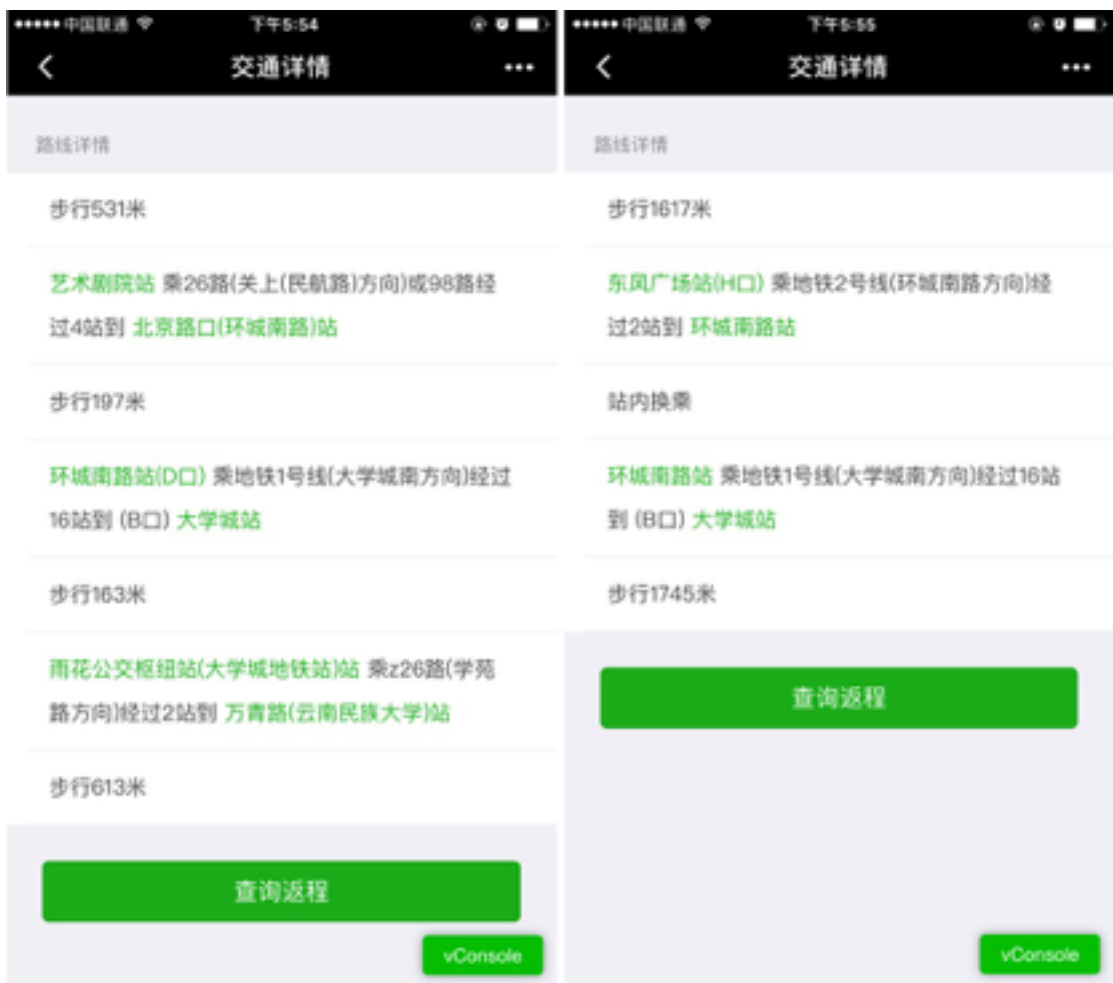 中国联通
下午5:54
交通详情
路线详情
步行531米
艺术剧院站 乘26路(关上(民航路)方向)或98路经
过4站到 北京路口(环城南路)站
步行197米
环城南路站(D口) 乘地铁1号线(大学城南方向)经过
16站到 (B口) 大学城站
步行163米
雨花公交枢纽站(大学城地铁站)站 乘z26路(学苑
路方向)经过2站到 万青路(云南民族大学)站
步行613米
查询返程
vConsole
中国联通
下午5:55
交通详情
路线详情
步行1617米
东风广场站(H口) 乘地铁2号线(环城南路方向)经
过2站到 环城南路站
站内换乘
环城南路站 乘地铁1号线(大学城南方向)经过16站
到 (B口) 大学城站
步行1745米
查询返程
vConsole